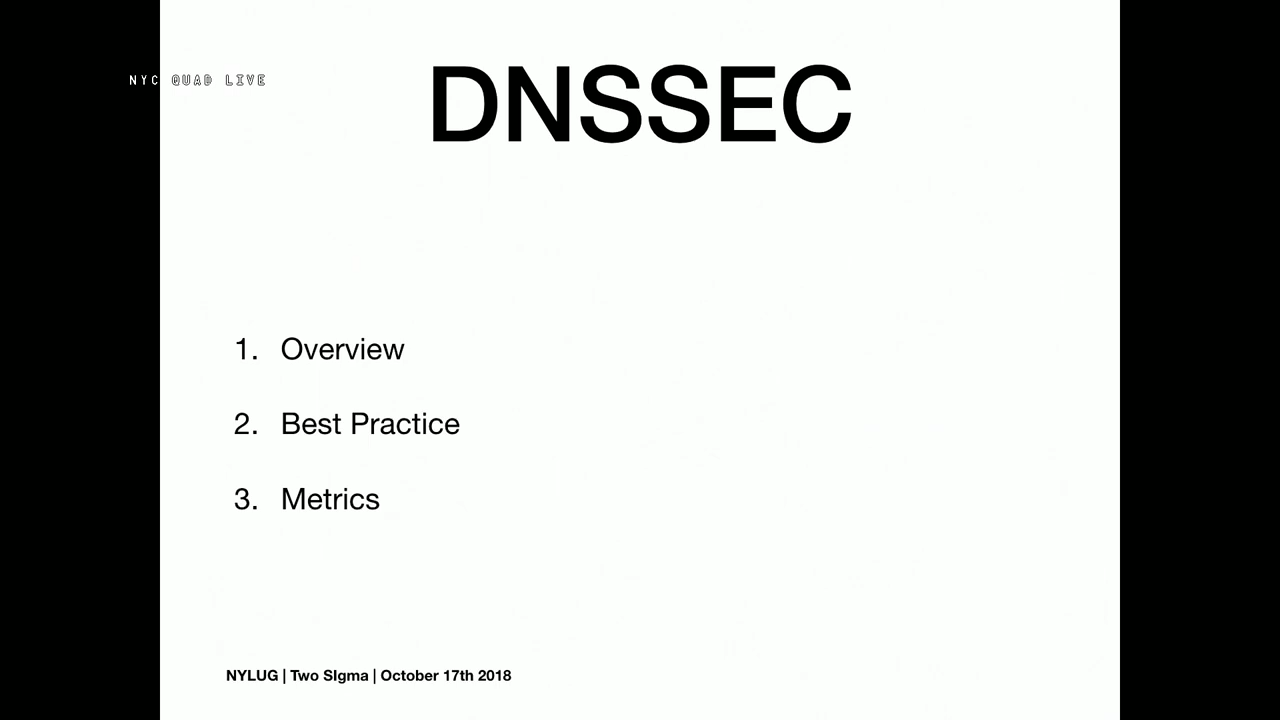 NYC QUAD LIVE
DNSSEC
1. Overview
2. Best Practice
3. Metrics
NYLUG | Two SIgma | October 17th 2018